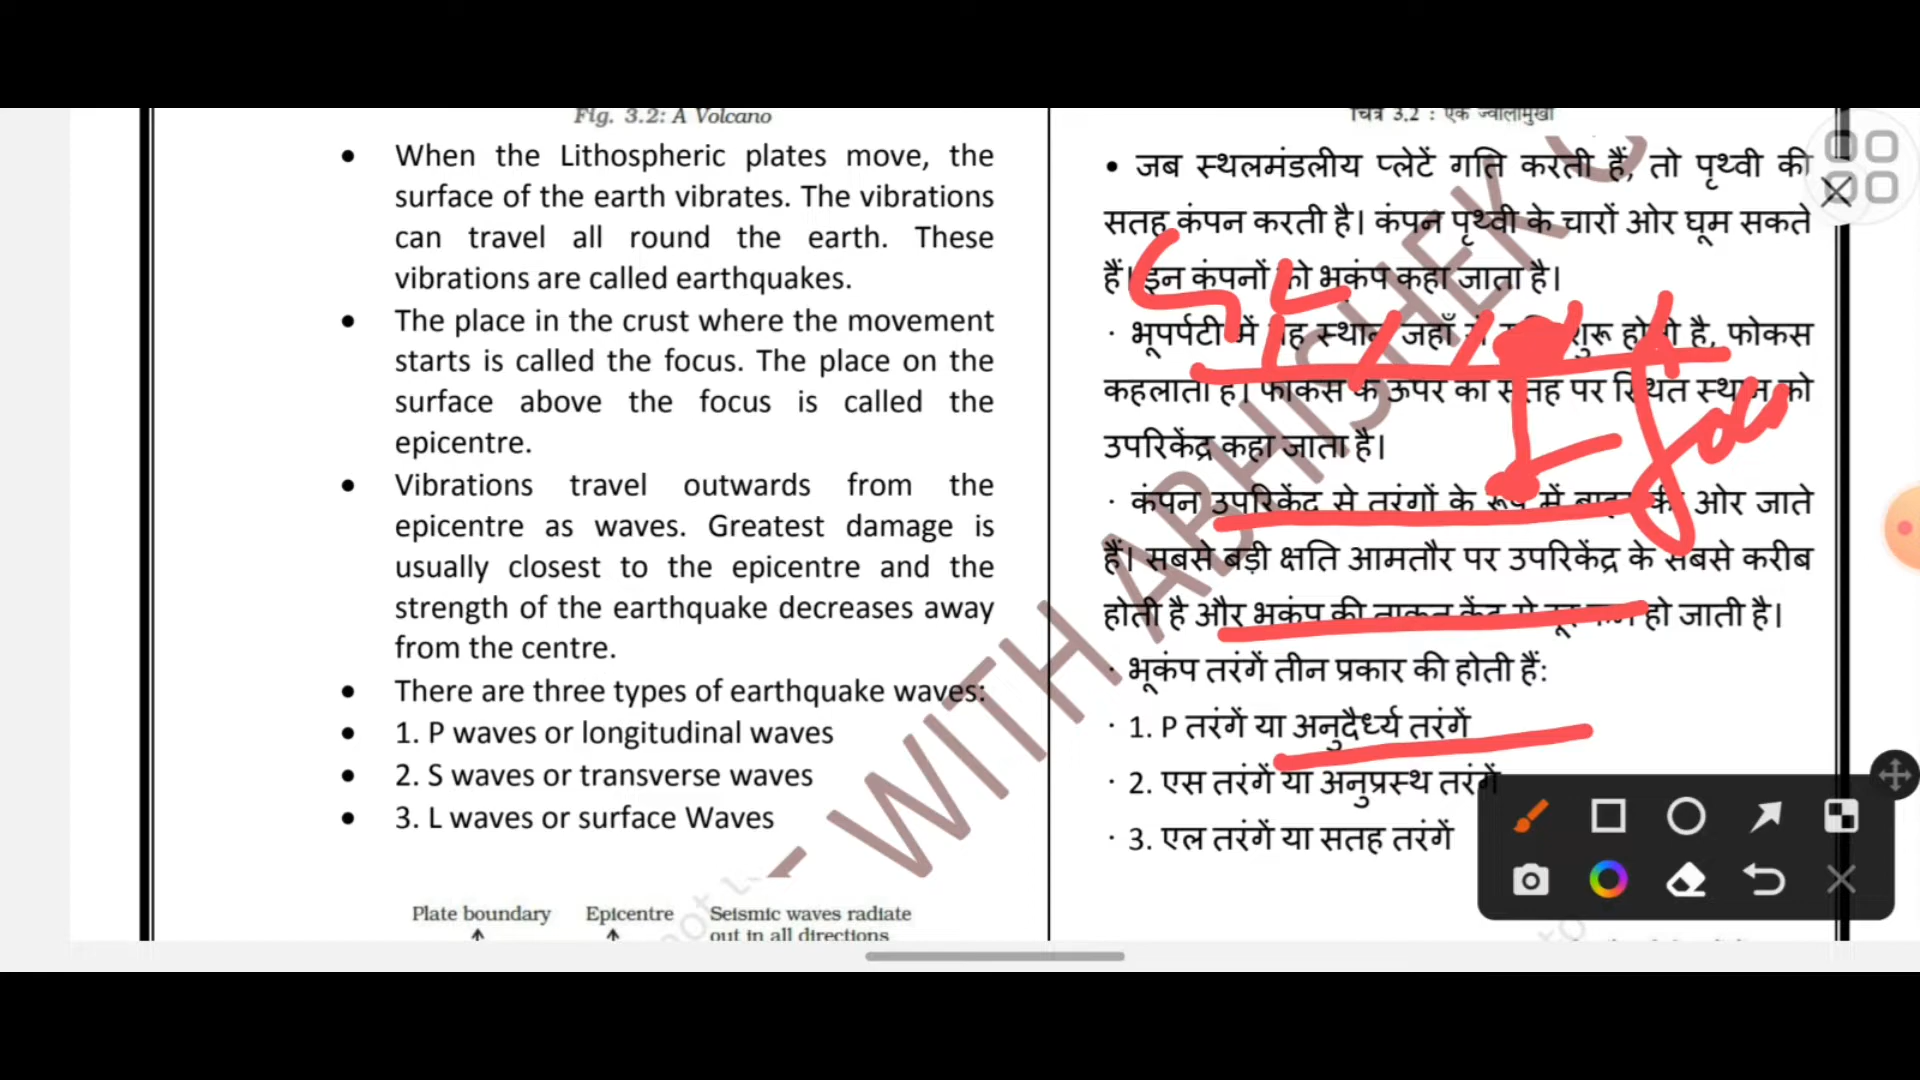 Fig. 3.2: A Volcano
• When the Lithospheric plates move, the
surface of the earth vibrates. The vibrations
can travel all round the earth. These
vibrations are called earthquakes.
• The place in the crust where the movement
starts is called the focus. The place on the
surface above the focus is called the
epicentre.
• Vibrations travel outwards from the
epicentre as waves. Greatest damage is
usually closest to the epicentre and the
strength of the earthquake decreases away
from the centre.
• There are three types of earthquake waves:
• 1. P waves or longitudinal waves
• 2. S waves or transverse waves
• 3. L waves or surface Waves
Plate boundary Epicentre Seismic waves radiate
out in all directions
चित्र 3.2 : एक ज्वालामुखी
• जब स्थलमंडलीय प्लेटें गति करती हैं, तो पृथ्वी की
सतह कंपन करती है। कंपन पृथ्वी के चारों ओर घूम सकते
हैं। इन कंपनों को भूकंप कहा जाता है।
· भूपर्पटी में वह स्थान जहाँ से शुरू होती है, फोकस
कहलाता है। फोकस के ऊपर की सतह पर स्थित स्थान को
उपरिकेंद्र कहा जाता है।
· कंपन उपरिकेंद्र से तरंगों के रूप में बाहर की ओर जाते
हैं। सबसे बड़ी क्षति आमतौर पर उपरिकेंद्र के सबसे करीब
होती है और भूकंप की ताकत केंद्र से दूर कम हो जाती है।
· भूकंप तरंगें तीन प्रकार की होती हैं:
· 1. P तरंगें या अनुदैर्ध्य तरंगें
· 2. एस तरंगें या अनुप्रस्थ तरंगें
· 3. एल तरंगें या सतह तरंगें
WITH ABHISHEK